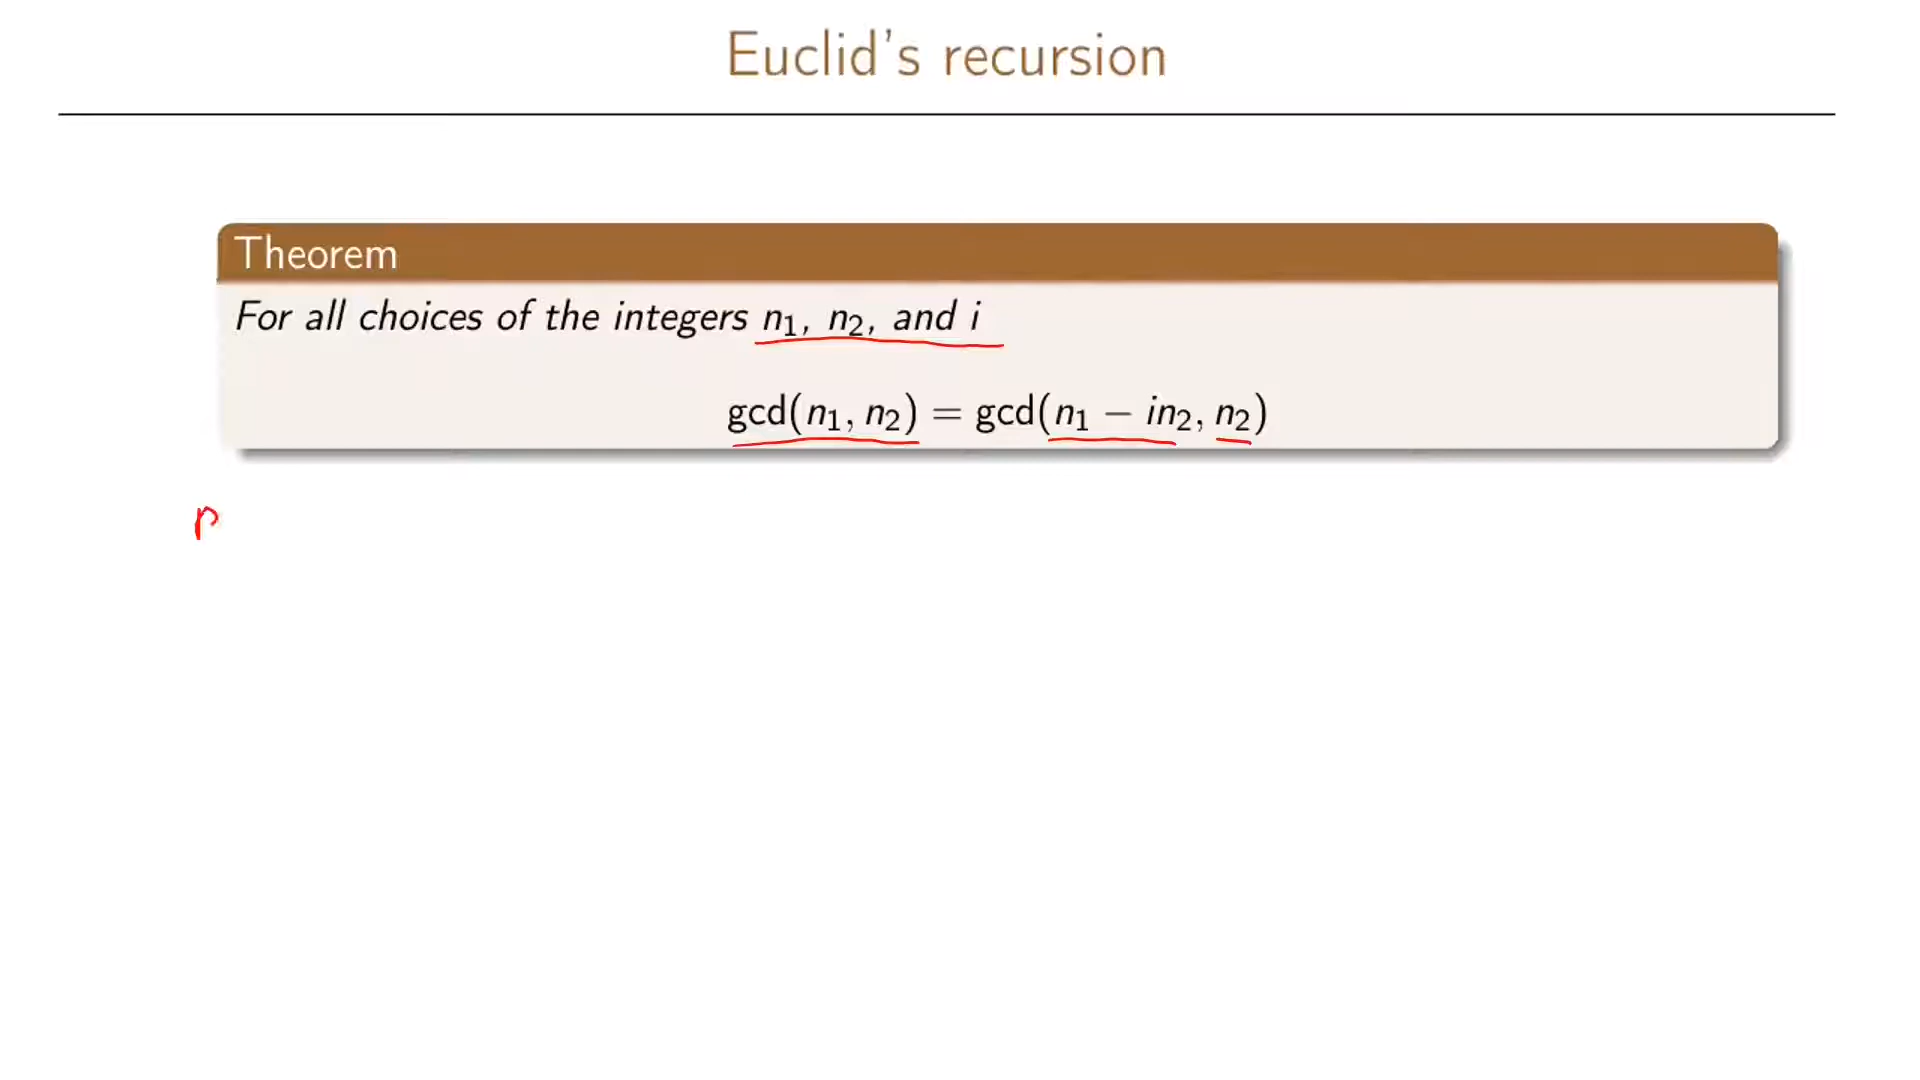 Euclid's recursion
Theorem
For all choices of the integers n₁, n₂, and i
gcd(n₁, n₂) = gcd(n₁ − in₂, n₂)